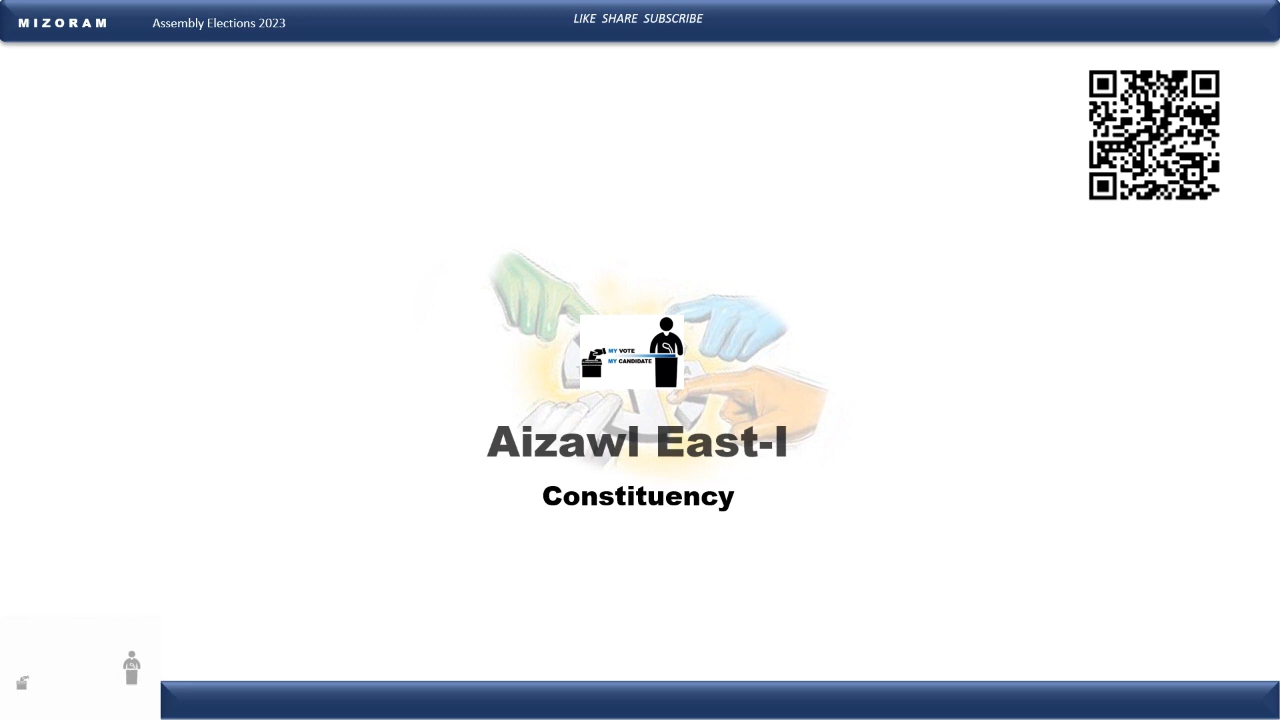 MIZORAM
Assembly Elections 2023
LIKE SHARE SUBSCRIBE
MY VOTE
MY CANDIDATE
Aizawl East-I
Constituency